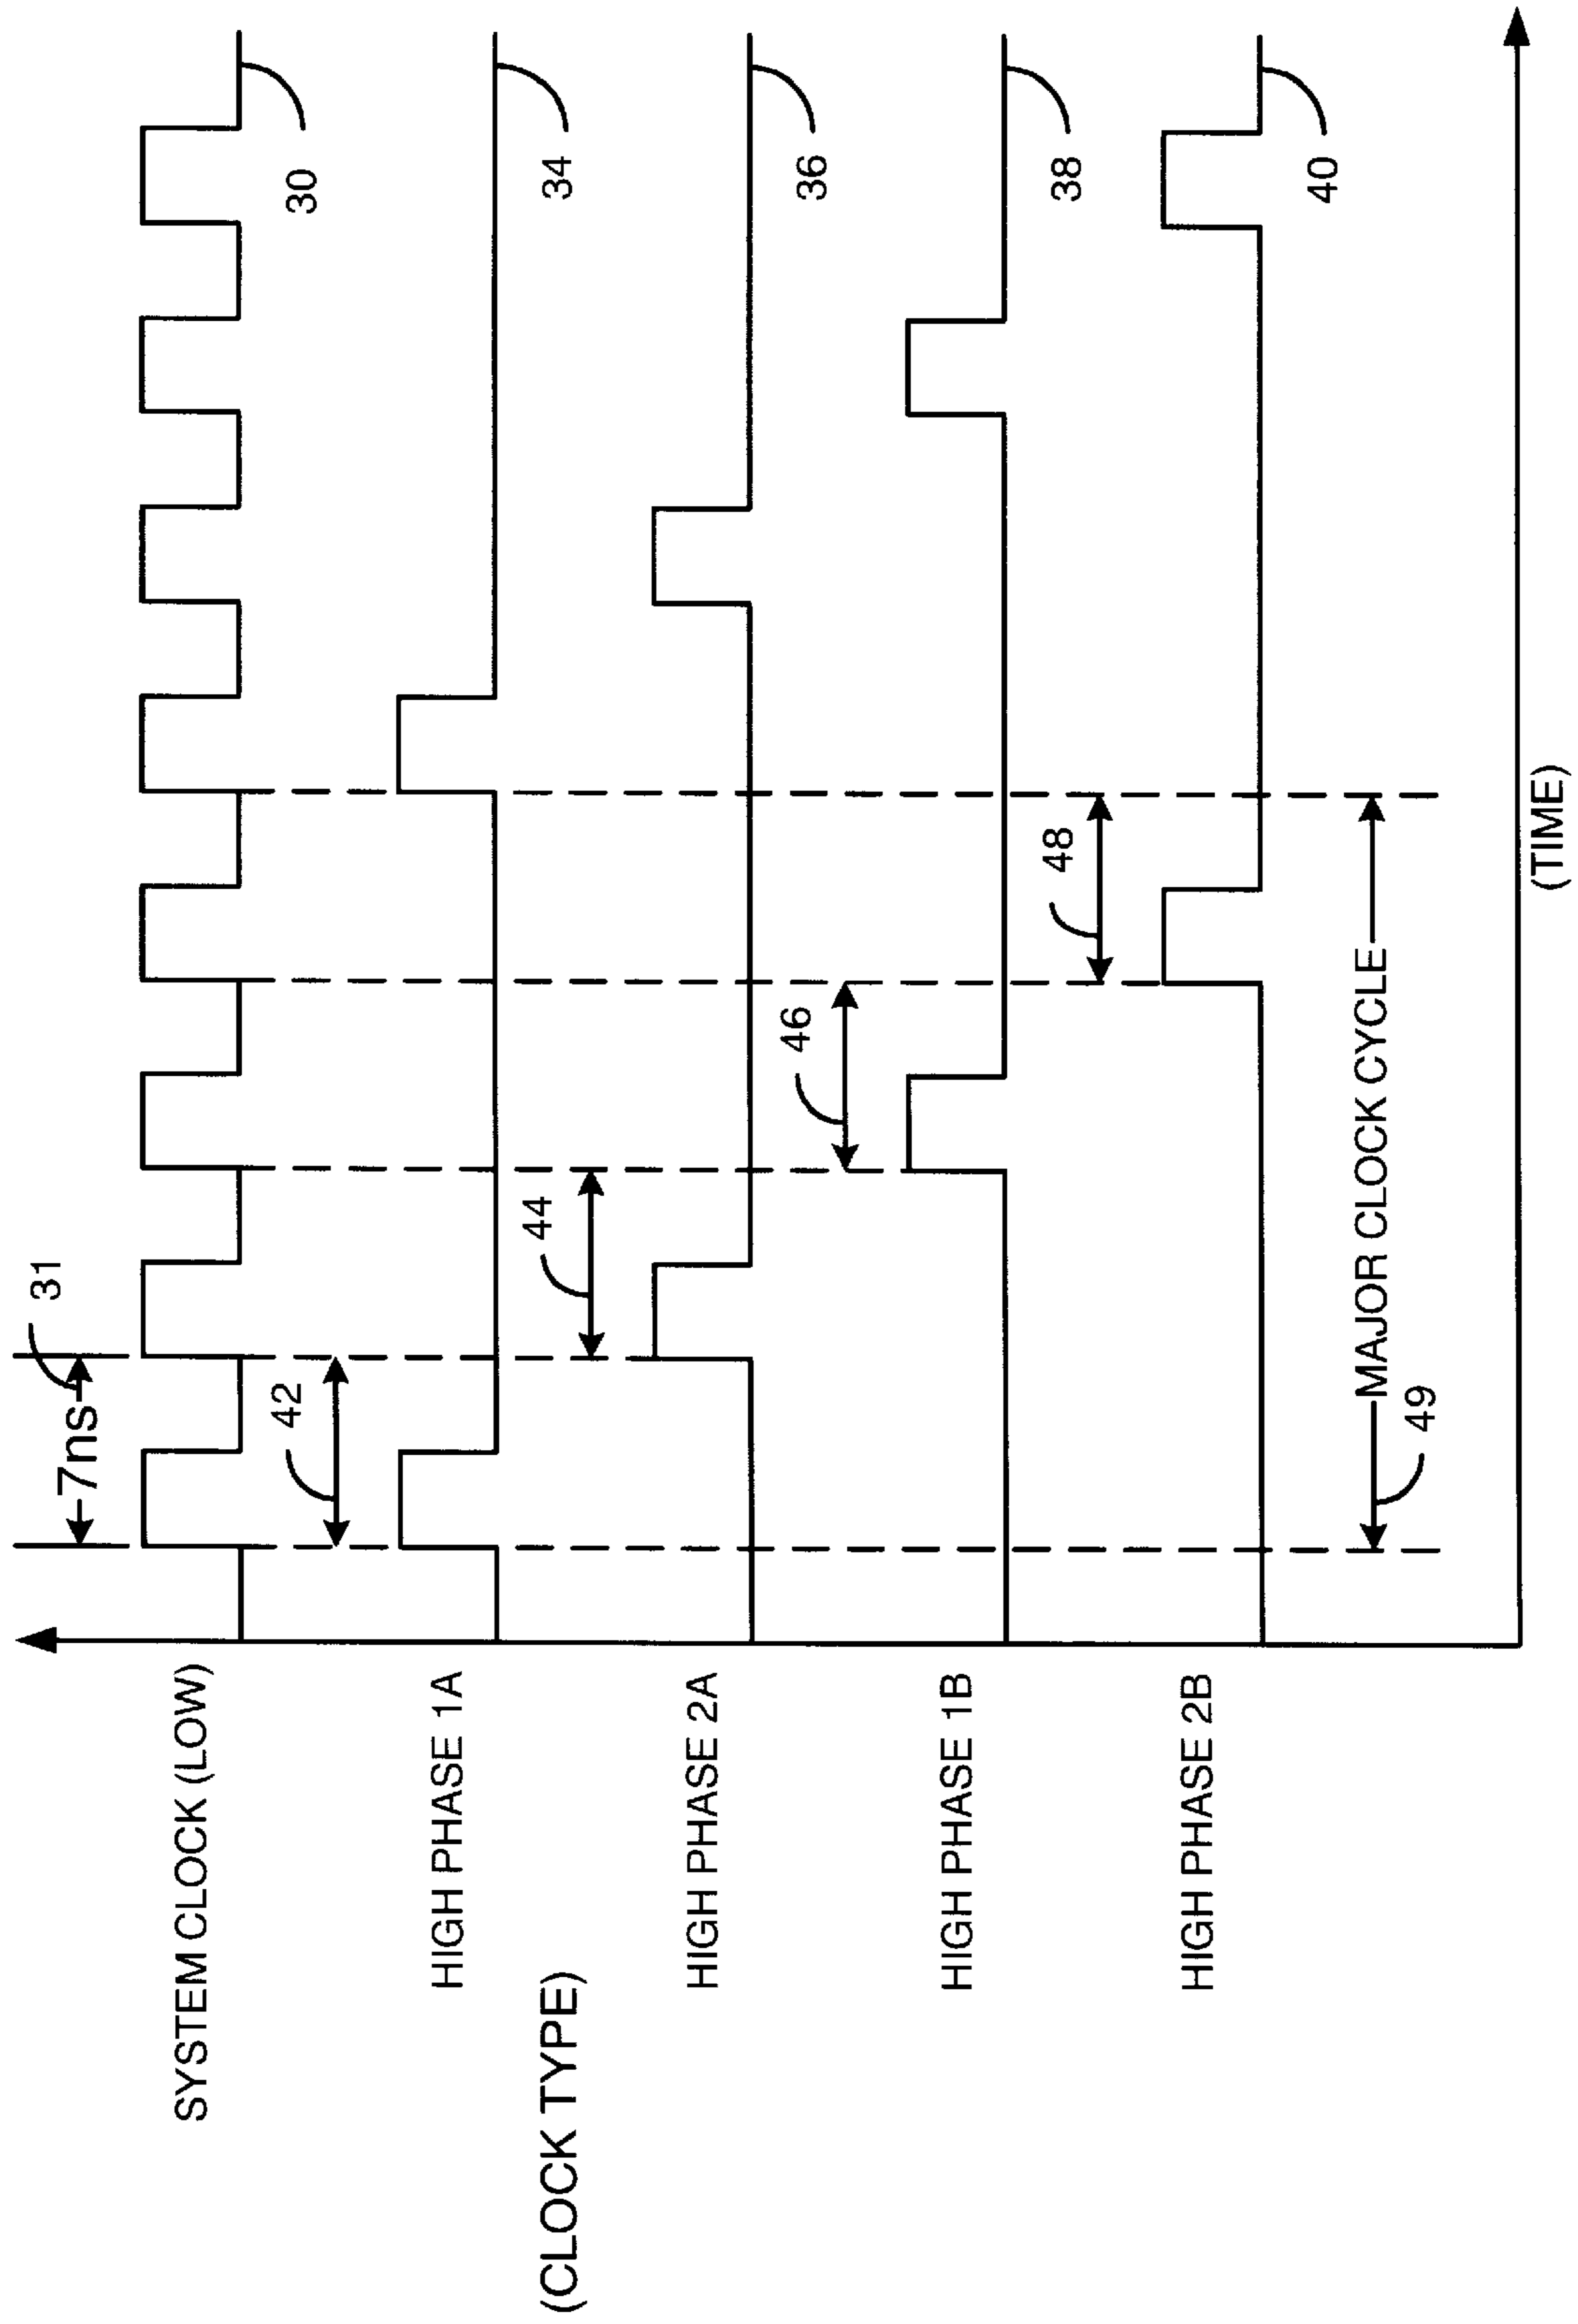 31
7ns
SYSTEM CLOCK (LOW)
30
42
HIGH PHASE 1A
34
(CLOCK TYPE)
44
HIGH PHASE 2A
36
46
HIGH PHASE 1B
38
48
HIGH PHASE 2B
40
MAJOR CLOCK CYCLE
49
(TIME)